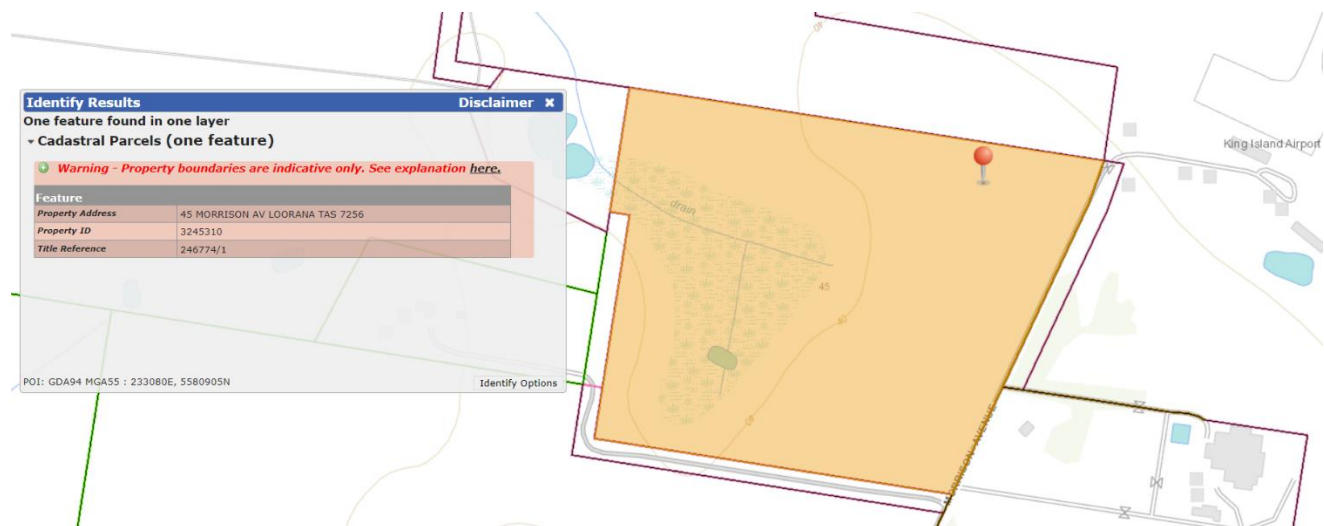 Identify Results Disclaimer ✖
One feature found in one layer
Cadastral Parcels (one feature)
Warning - Property boundaries are indicative only. See explanation here.
Feature
Property Address 45 MORRISON AV LOORANA TAS 7256
Property ID 3245310
Title Reference 246774/1
POI: GDA94 MGA55 : 233080E, 5580905N Identify Options
40
King Island Airport
drain
45
MORRISON AVENUE